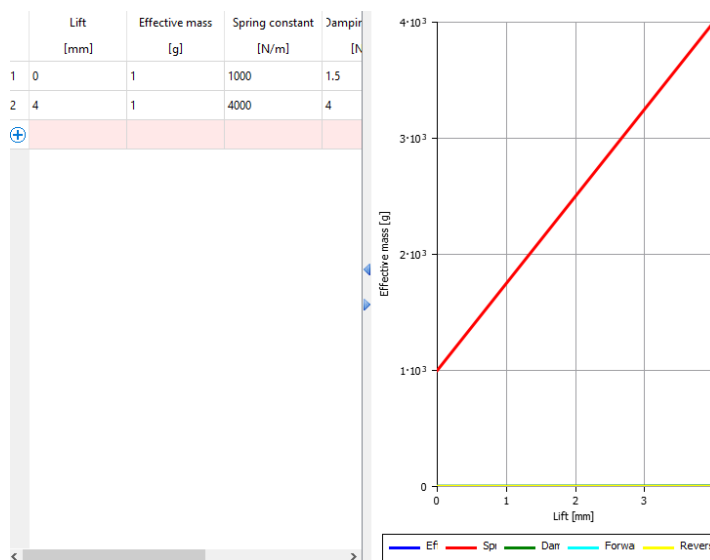 Lift Effective mass Spring constant Dampin
[mm] [g] [N/m] [N
1 0 1 1000 1.5
2 4 1 4000 4
4·10³
3·10³
2·10³
1·10³
0
Effective mass [g]
0 1 2 3
Lift [mm]
Ef Spr Dam Forwa Revers